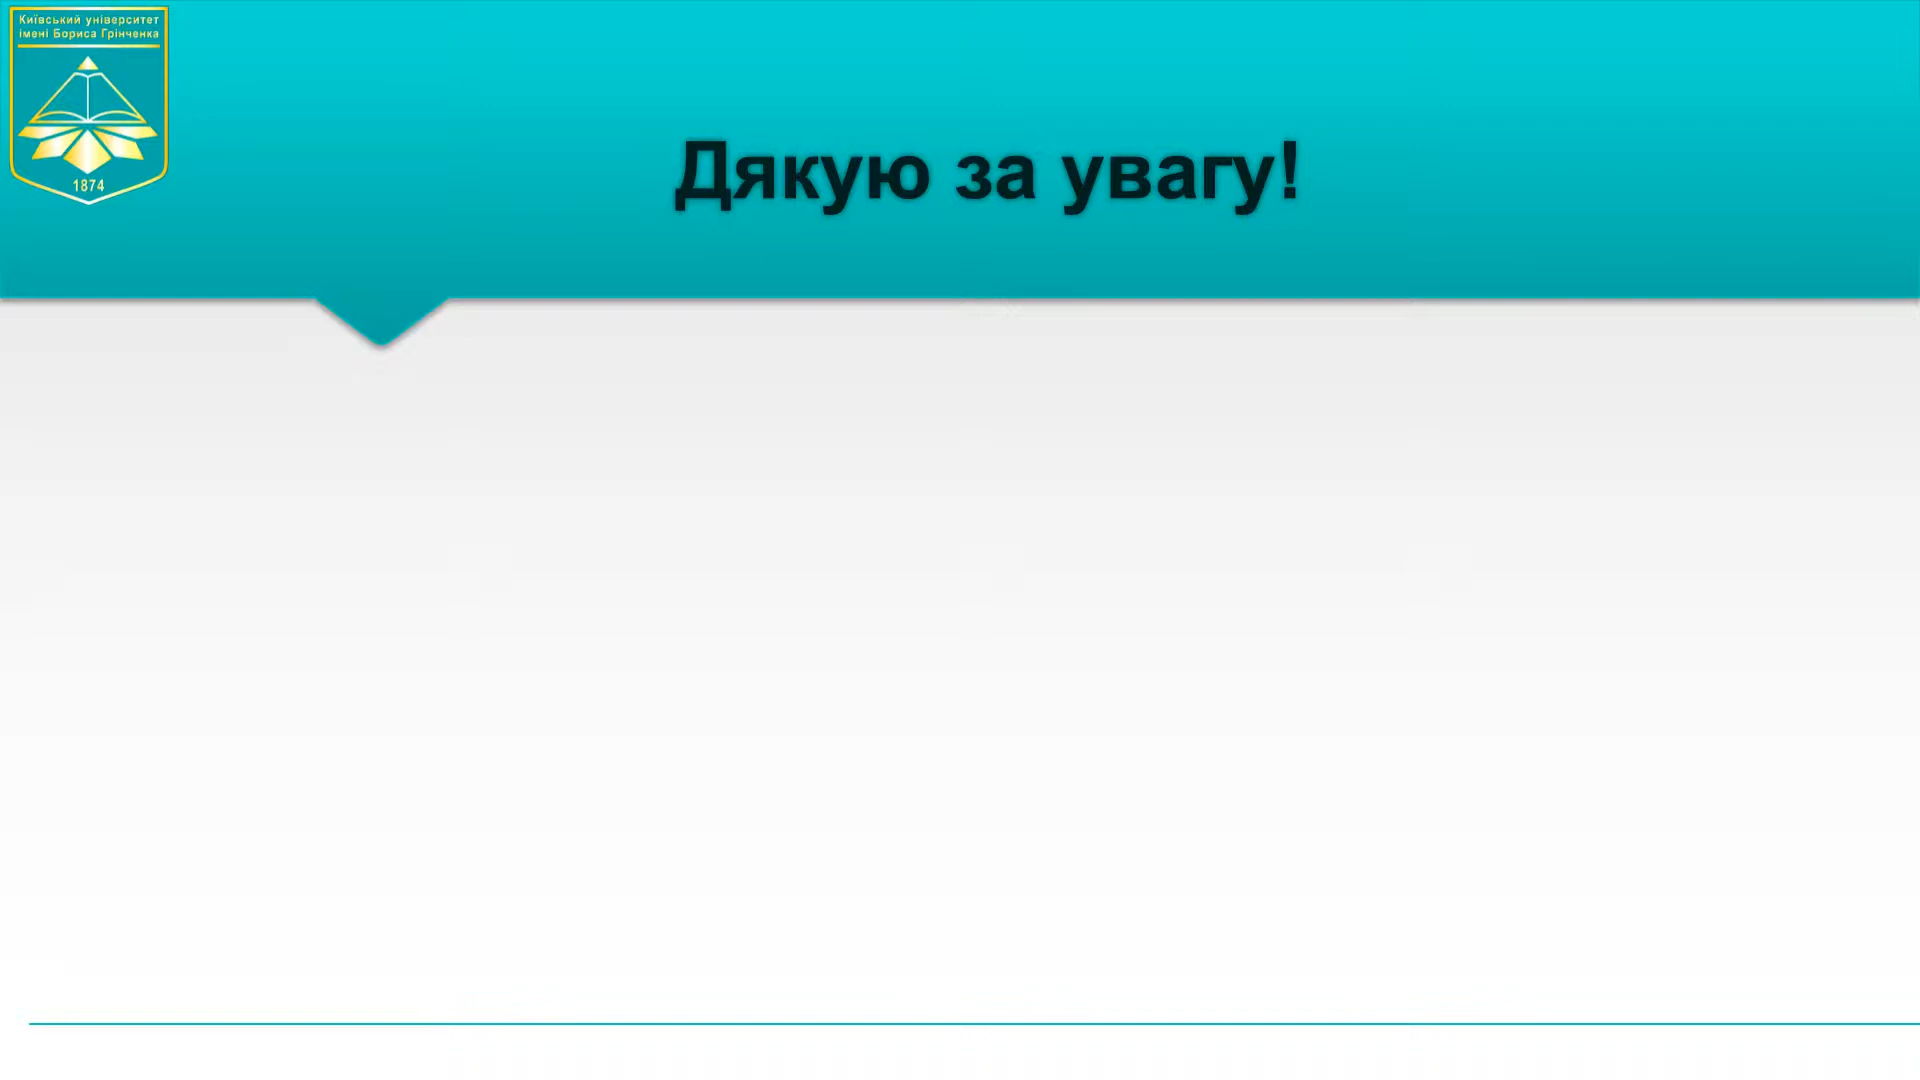 Київський університет
імені Бориса Грінченка
1874
Дякую за увагу!